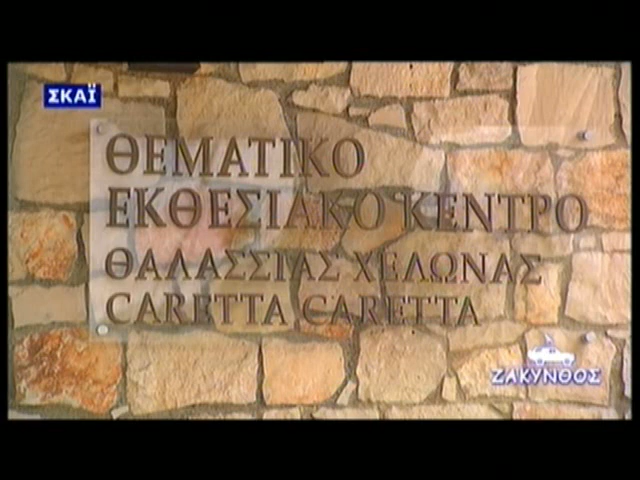 ΣΚΑΪ
ΘΕΜΑΤΙΚΟ
ΕΚΘΕΣΙΑΚΟ ΚΕΝΤΡΟ
ΘΑΛΑΣΣΙΑΣ ΧΕΛΩΝΑΣ
CARETTA CARETTA
ΖΑΚΥΝΘΟΣ